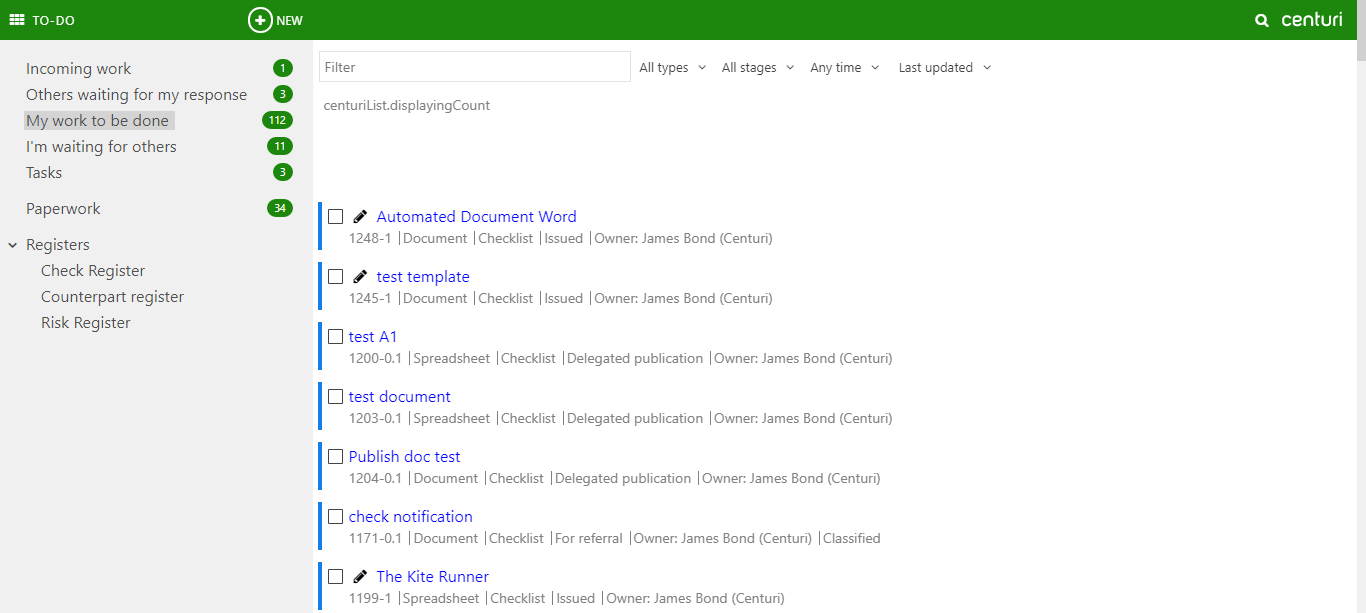 TO-DO
NEW
centuri
Incoming work 1
Others waiting for my response 3
My work to be done 112
I'm waiting for others 11
Tasks 3
Paperwork 34
Registers
Check Register
Counterpart register
Risk Register
Filter All types All stages Any time Last updated
centuriList.displayingCount
Automated Document Word
1248-1 |Document |Checklist |Issued |Owner: James Bond (Centuri)
test template
1245-1 |Document |Checklist |Issued |Owner: James Bond (Centuri)
test A1
1200-0.1 |Spreadsheet |Checklist |Delegated publication |Owner: James Bond (Centuri)
test document
1203-0.1 |Spreadsheet |Checklist |Delegated publication |Owner: James Bond (Centuri)
Publish doc test
1204-0.1 |Document |Checklist |Delegated publication |Owner: James Bond (Centuri)
check notification
1171-0.1 |Document |Checklist |For referral |Owner: James Bond (Centuri) |Classified
The Kite Runner
1199-1 |Spreadsheet |Checklist |Issued |Owner: James Bond (Centuri)